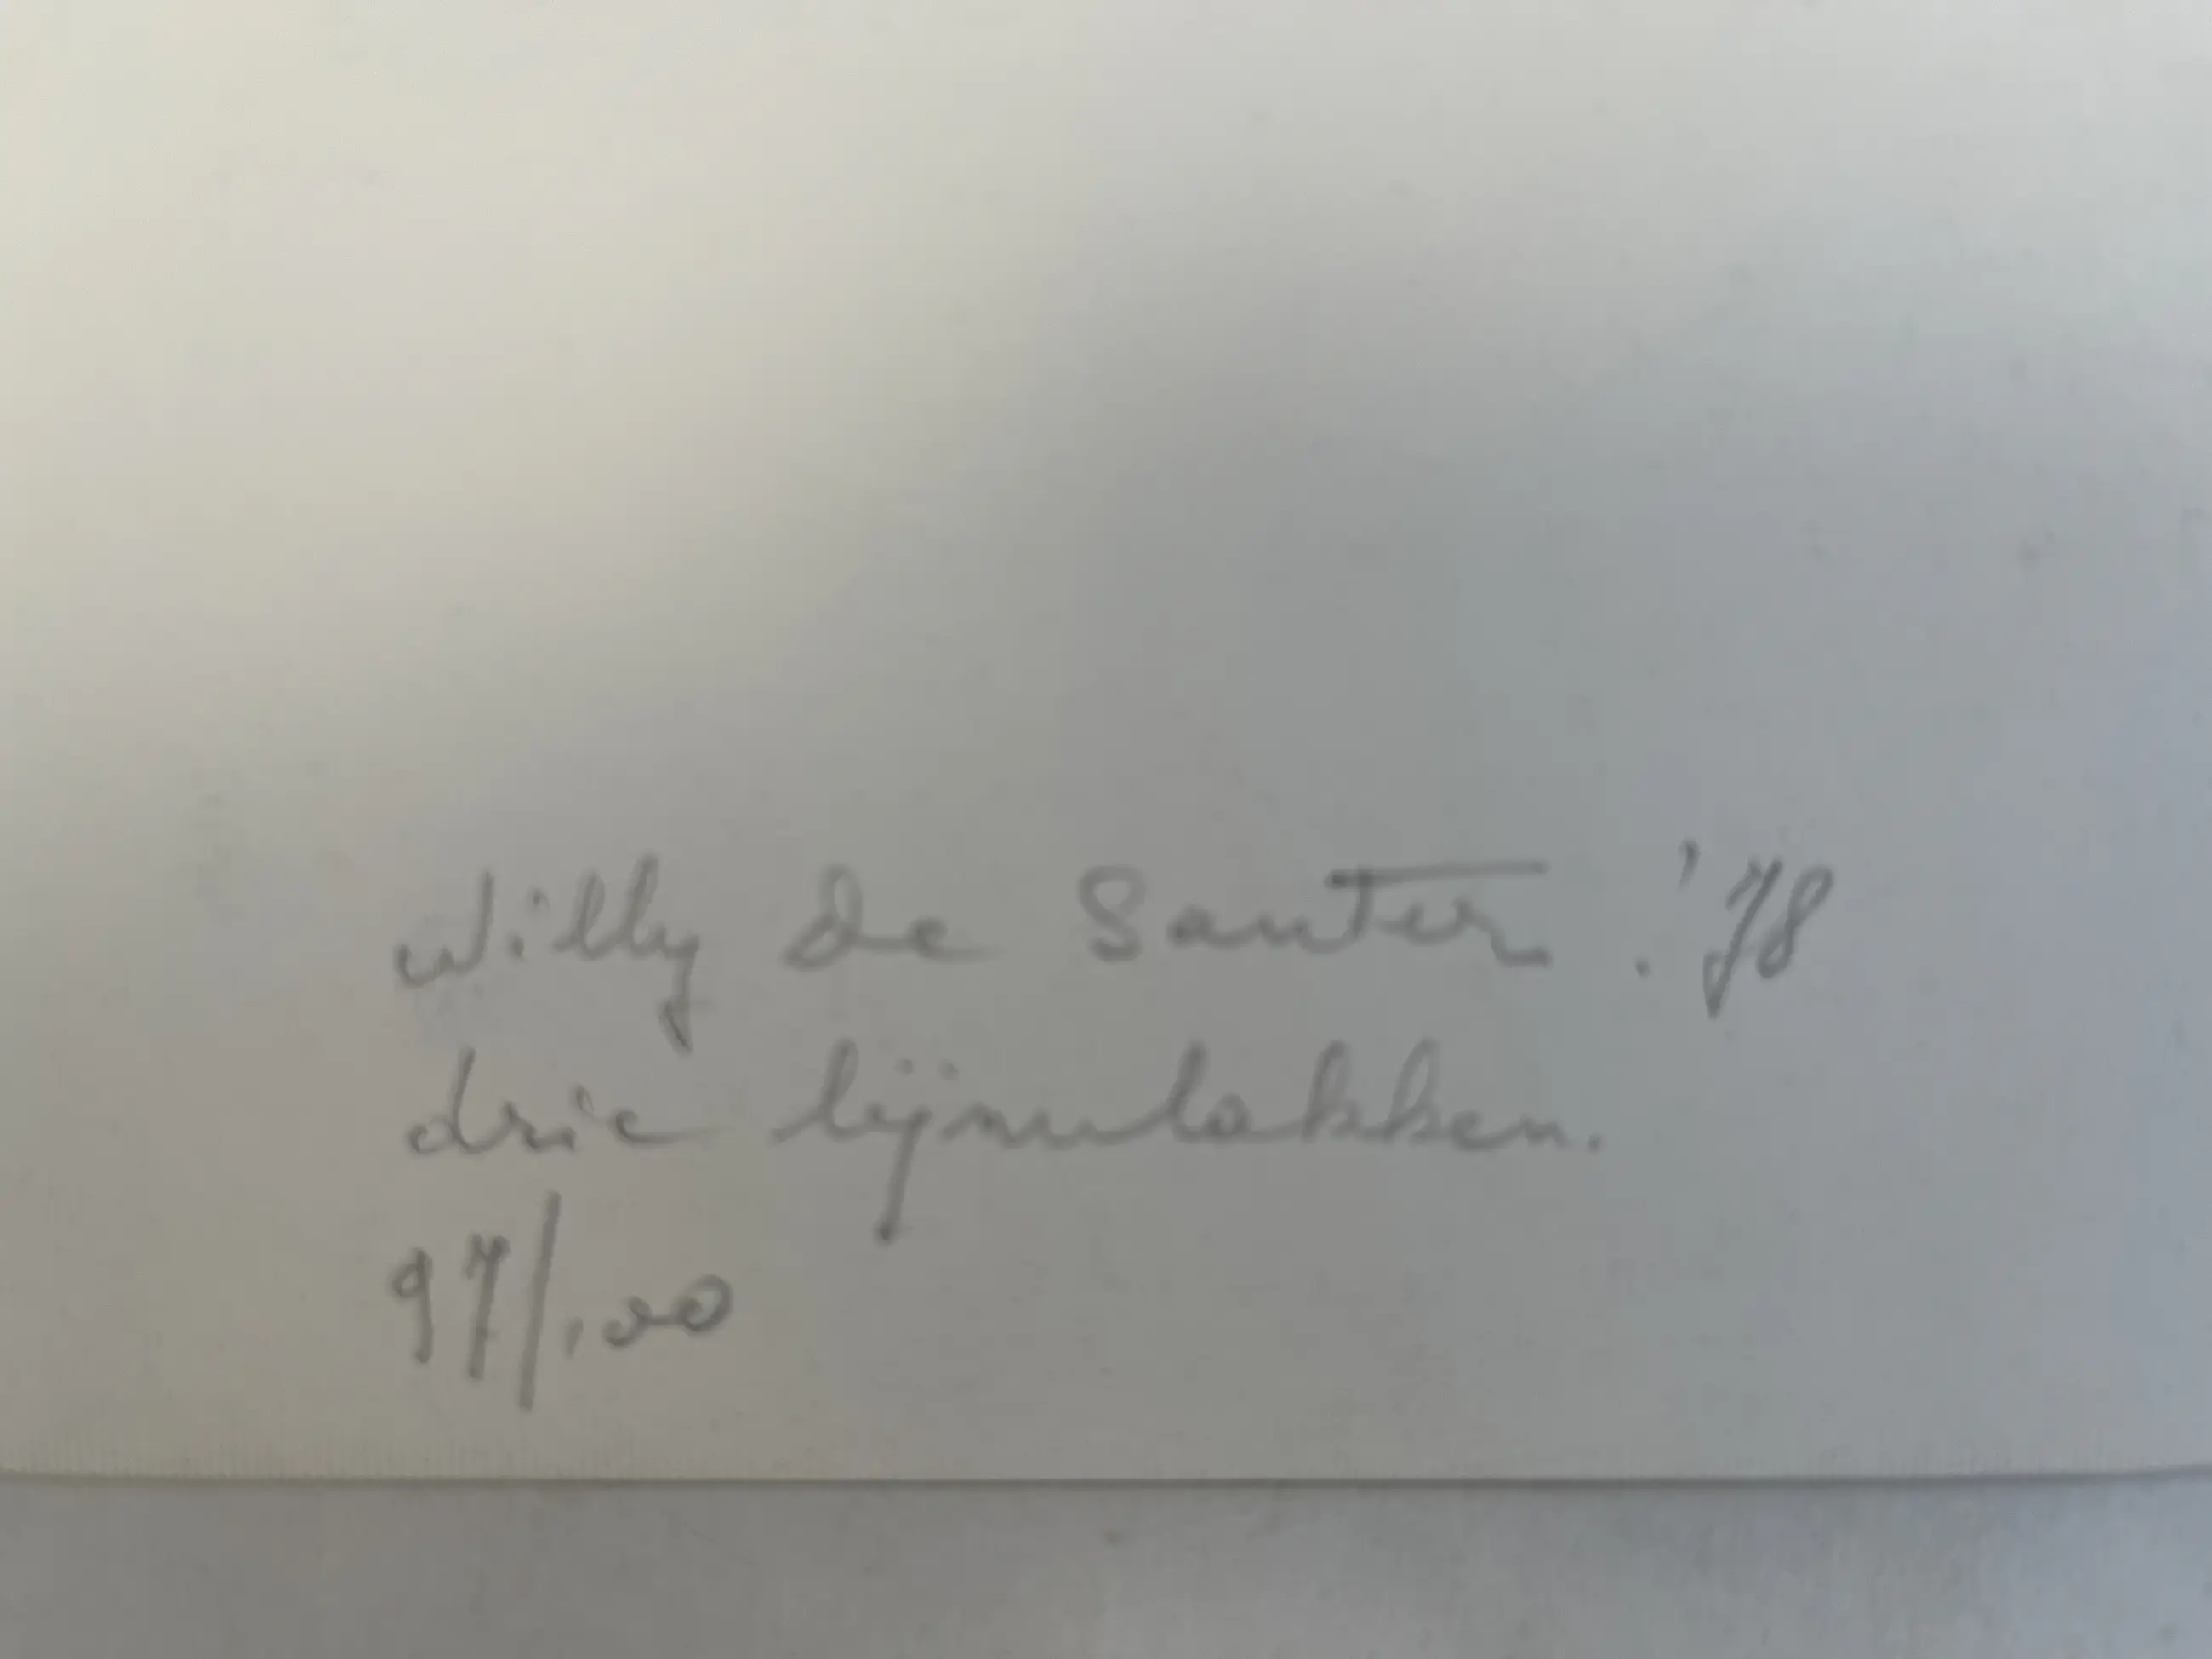 Willy de Sauter. '78
drie lijnvlakken.
97/100